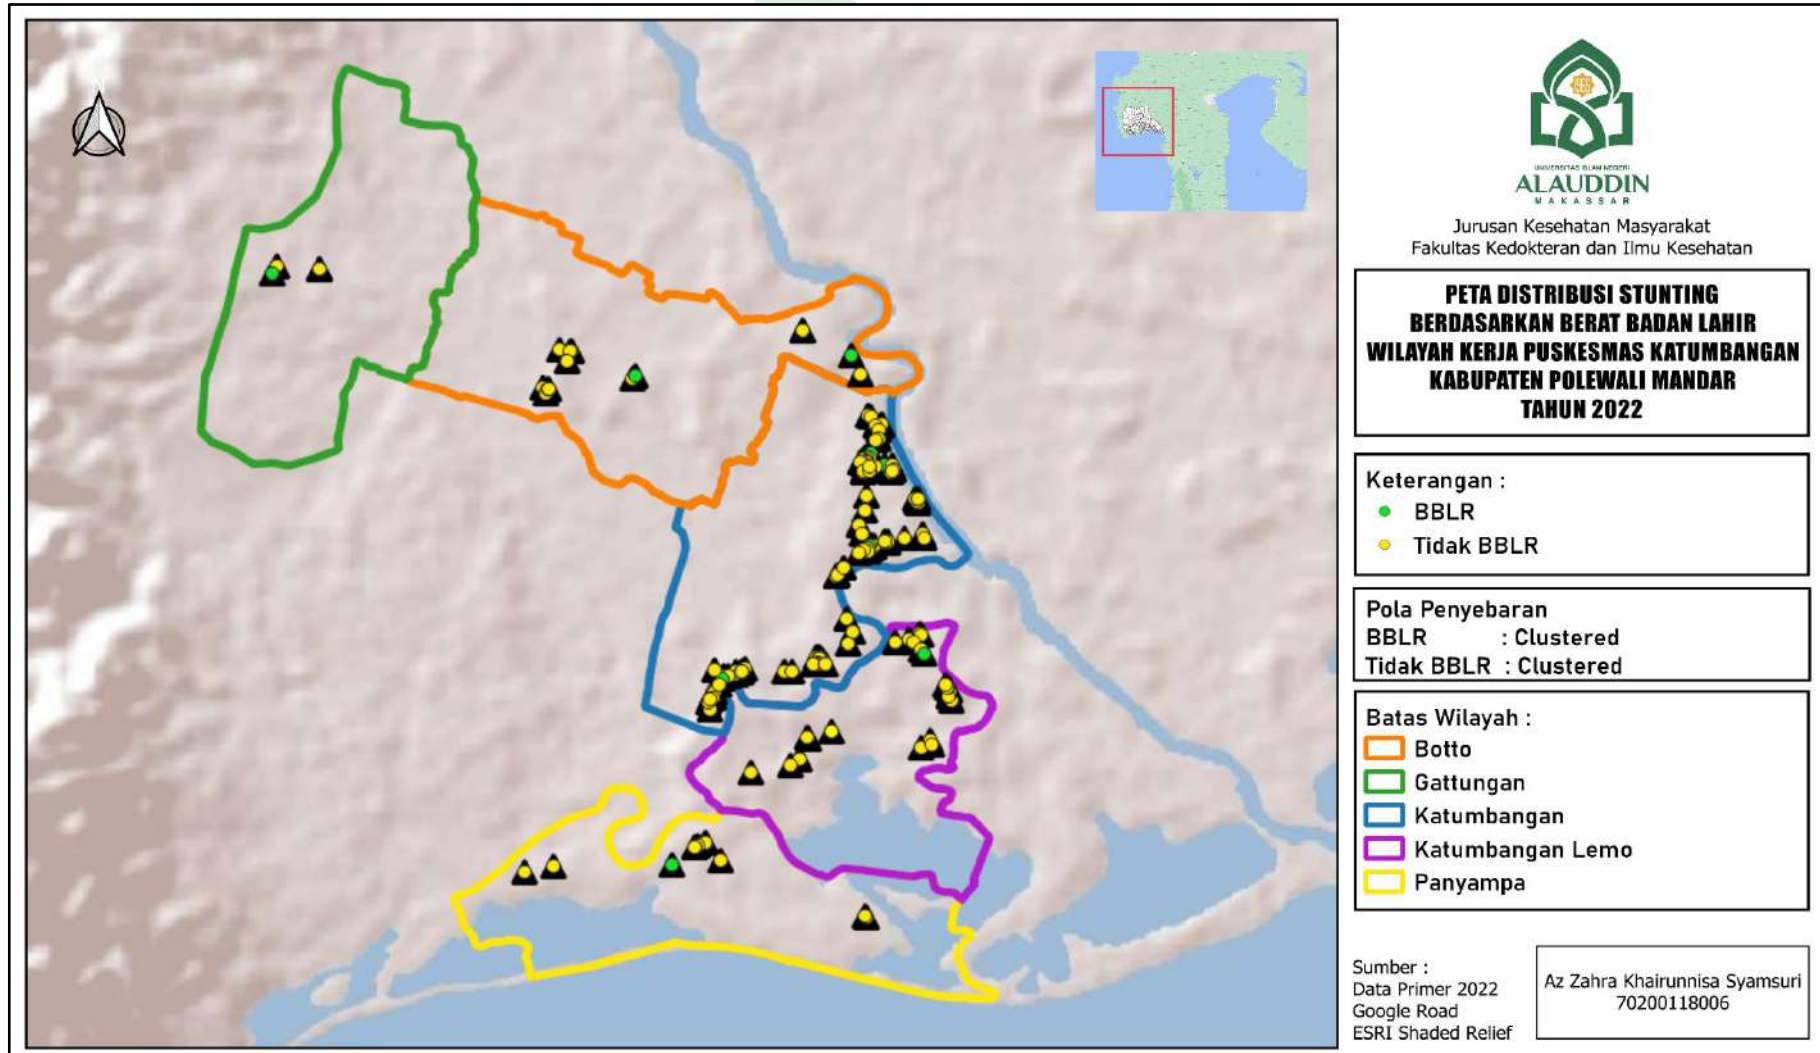 UNIVERSITAS ISLAM NEGERI
ALAUDDIN
MAKASSAR
Jurusan Kesehatan Masyarakat
Fakultas Kedokteran dan Ilmu Kesehatan
PETA DISTRIBUSI STUNTING
BERDASARKAN BERAT BADAN LAHIR
WILAYAH KERJA PUSKESMAS KATUMBANGAN
KABUPATEN POLEWALI MANDAR
TAHUN 2022
Keterangan :
BBLR
Tidak BBLR
Pola Penyebaran
BBLR : Clustered
Tidak BBLR : Clustered
Batas Wilayah :
Botto
Gattungan
Katumbangan
Katumbangan Lemo
Panyampa
Sumber :
Data Primer 2022
Google Road
ESRI Shaded Relief
Az Zahra Khairunnisa Syamsuri
70200118006